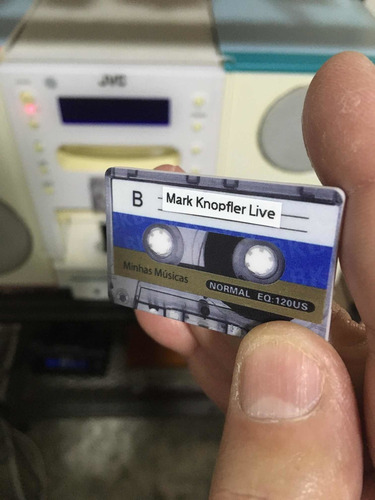 JVC
B
Mark Knopfler Live
Minhas Músicas
NORMAL EQ:120US